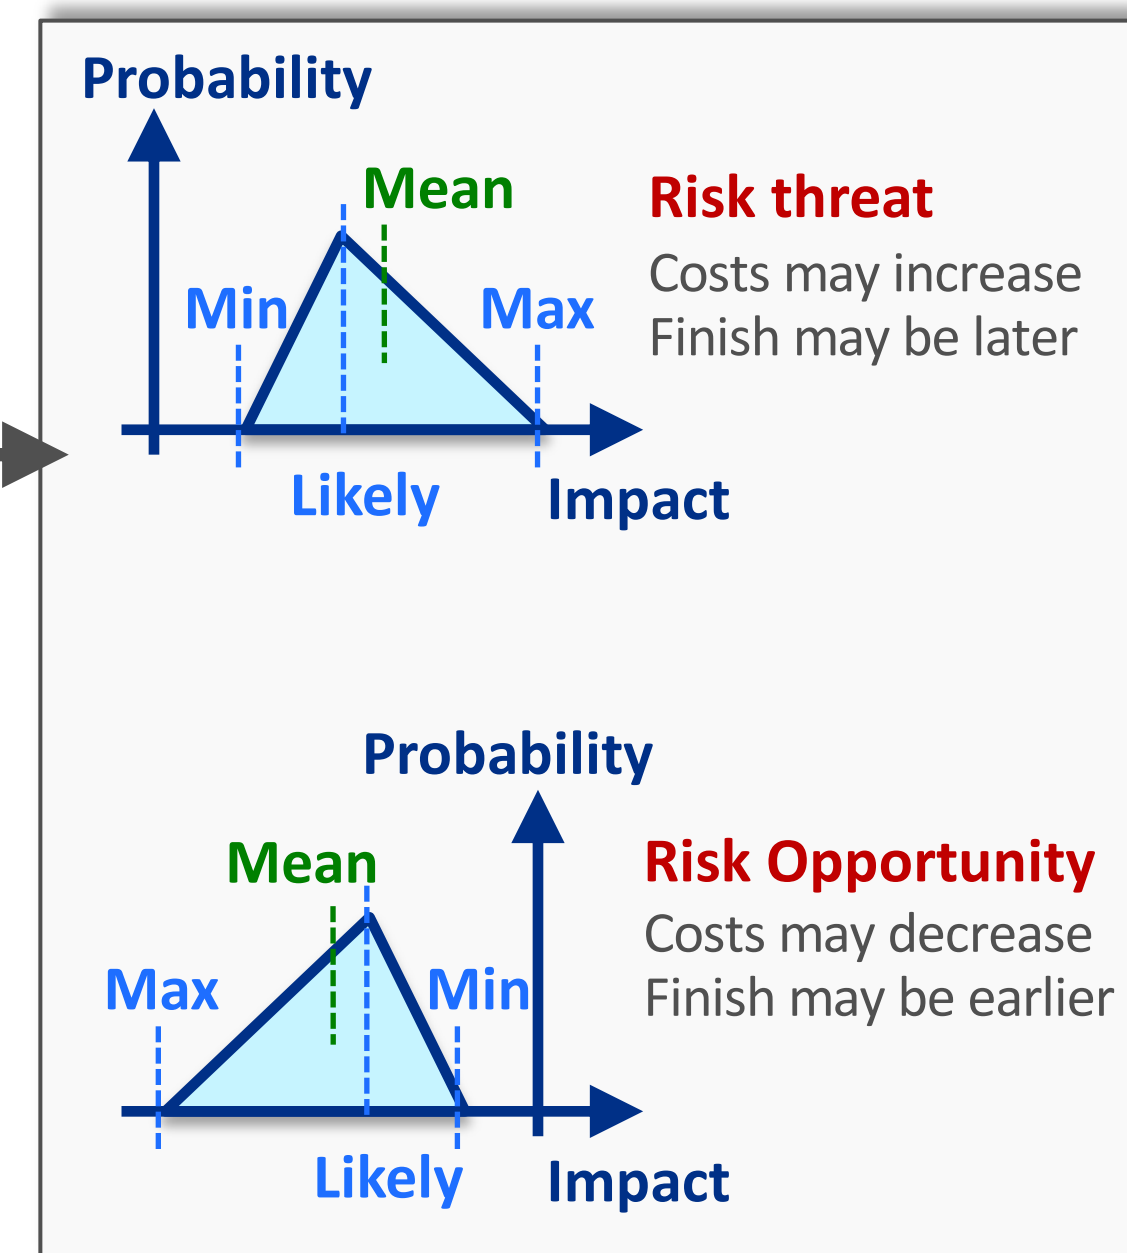 Probability
Mean
Risk threat
Costs may increase
Finish may be later
Min
Max
Likely
Impact
Probability
Mean
Risk Opportunity
Costs may decrease
Finish may be earlier
Max
Min
Likely
Impact